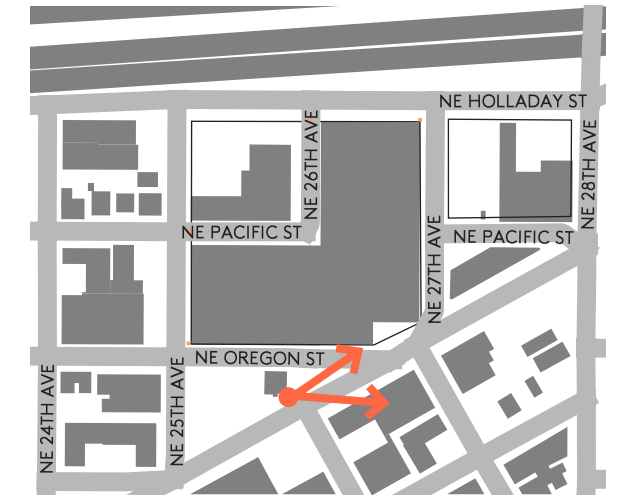 NE HOLLADAY ST
NE 26TH AVE
NE 28TH AVE
NE PACIFIC ST
NE PACIFIC ST
NE 27TH AVE
NE OREGON ST
NE 24TH AVE
NE 25TH AVE